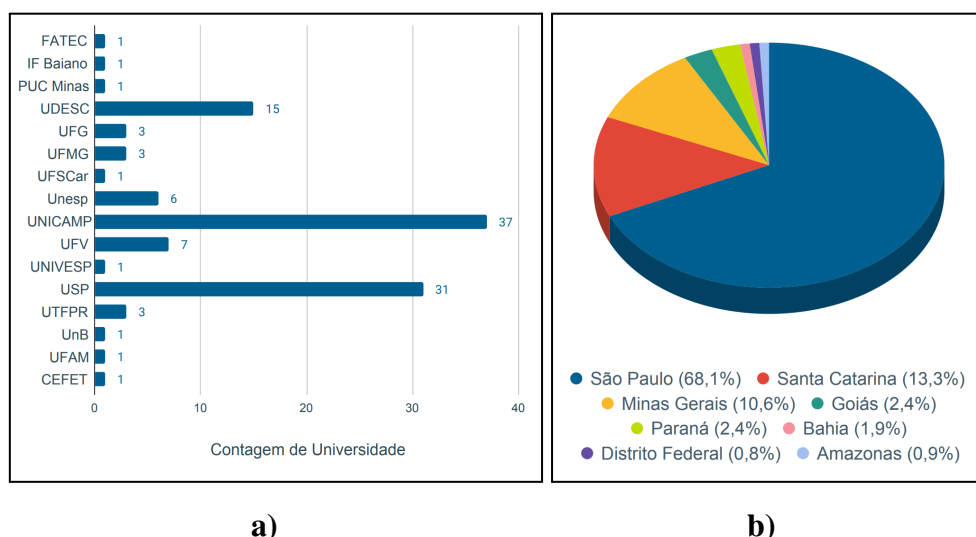 FATEC 1
IF Baiano 1
PUC Minas 1
UDESC 15
UFG 3
UFMG 3
UFSCar 1
Unesp 6
UNICAMP 37
UFV 7
UNIVESP 1
USP 31
UTFPR 3
UnB 1
UFAM 1
CEFET 1
0 10 20 30 40
Contagem de Universidade
São Paulo (68,1%) Santa Catarina (13,3%)
Minas Gerais (10,6%) Goiás (2,4%)
Paraná (2,4%) Bahia (1,9%)
Distrito Federal (0,8%) Amazonas (0,9%)
a) b)